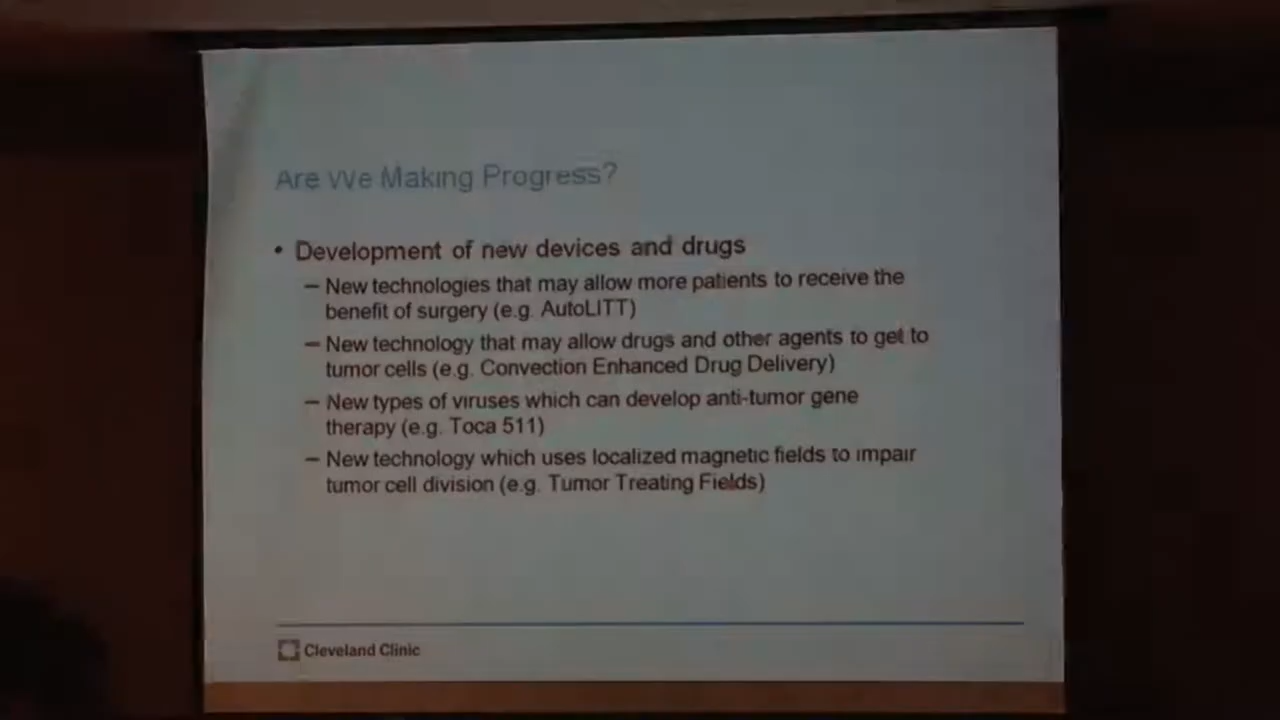 Are We Making Progress?
• Development of new devices and drugs
– New technologies that may allow more patients to receive the
benefit of surgery (e.g. AutoLITT)
– New technology that may allow drugs and other agents to get to
tumor cells (e.g. Convection Enhanced Drug Delivery)
– New types of viruses which can develop anti-tumor gene
therapy (e.g. Toca 511)
– New technology which uses localized magnetic fields to impair
tumor cell division (e.g. Tumor Treating Fields)
Cleveland Clinic